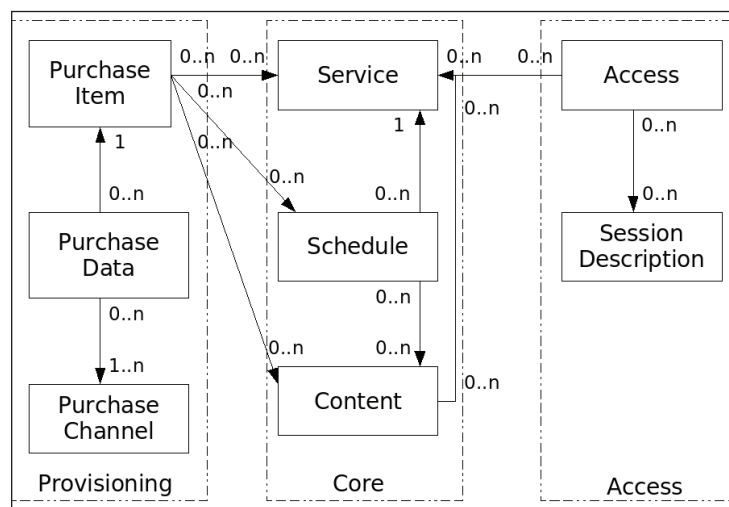 Purchase
Item
0..n
0..n
Service
0..n
0..n
Access
0..n
0..n
0..n
0..n
1
0..n
1
0..n
0..n
0..n
0..n
Purchase
Data
Schedule
Session
Description
0..n
0..n
1..n
0..n
0..n
Purchase
Channel
Content
0..n
Provisioning
Core
Access